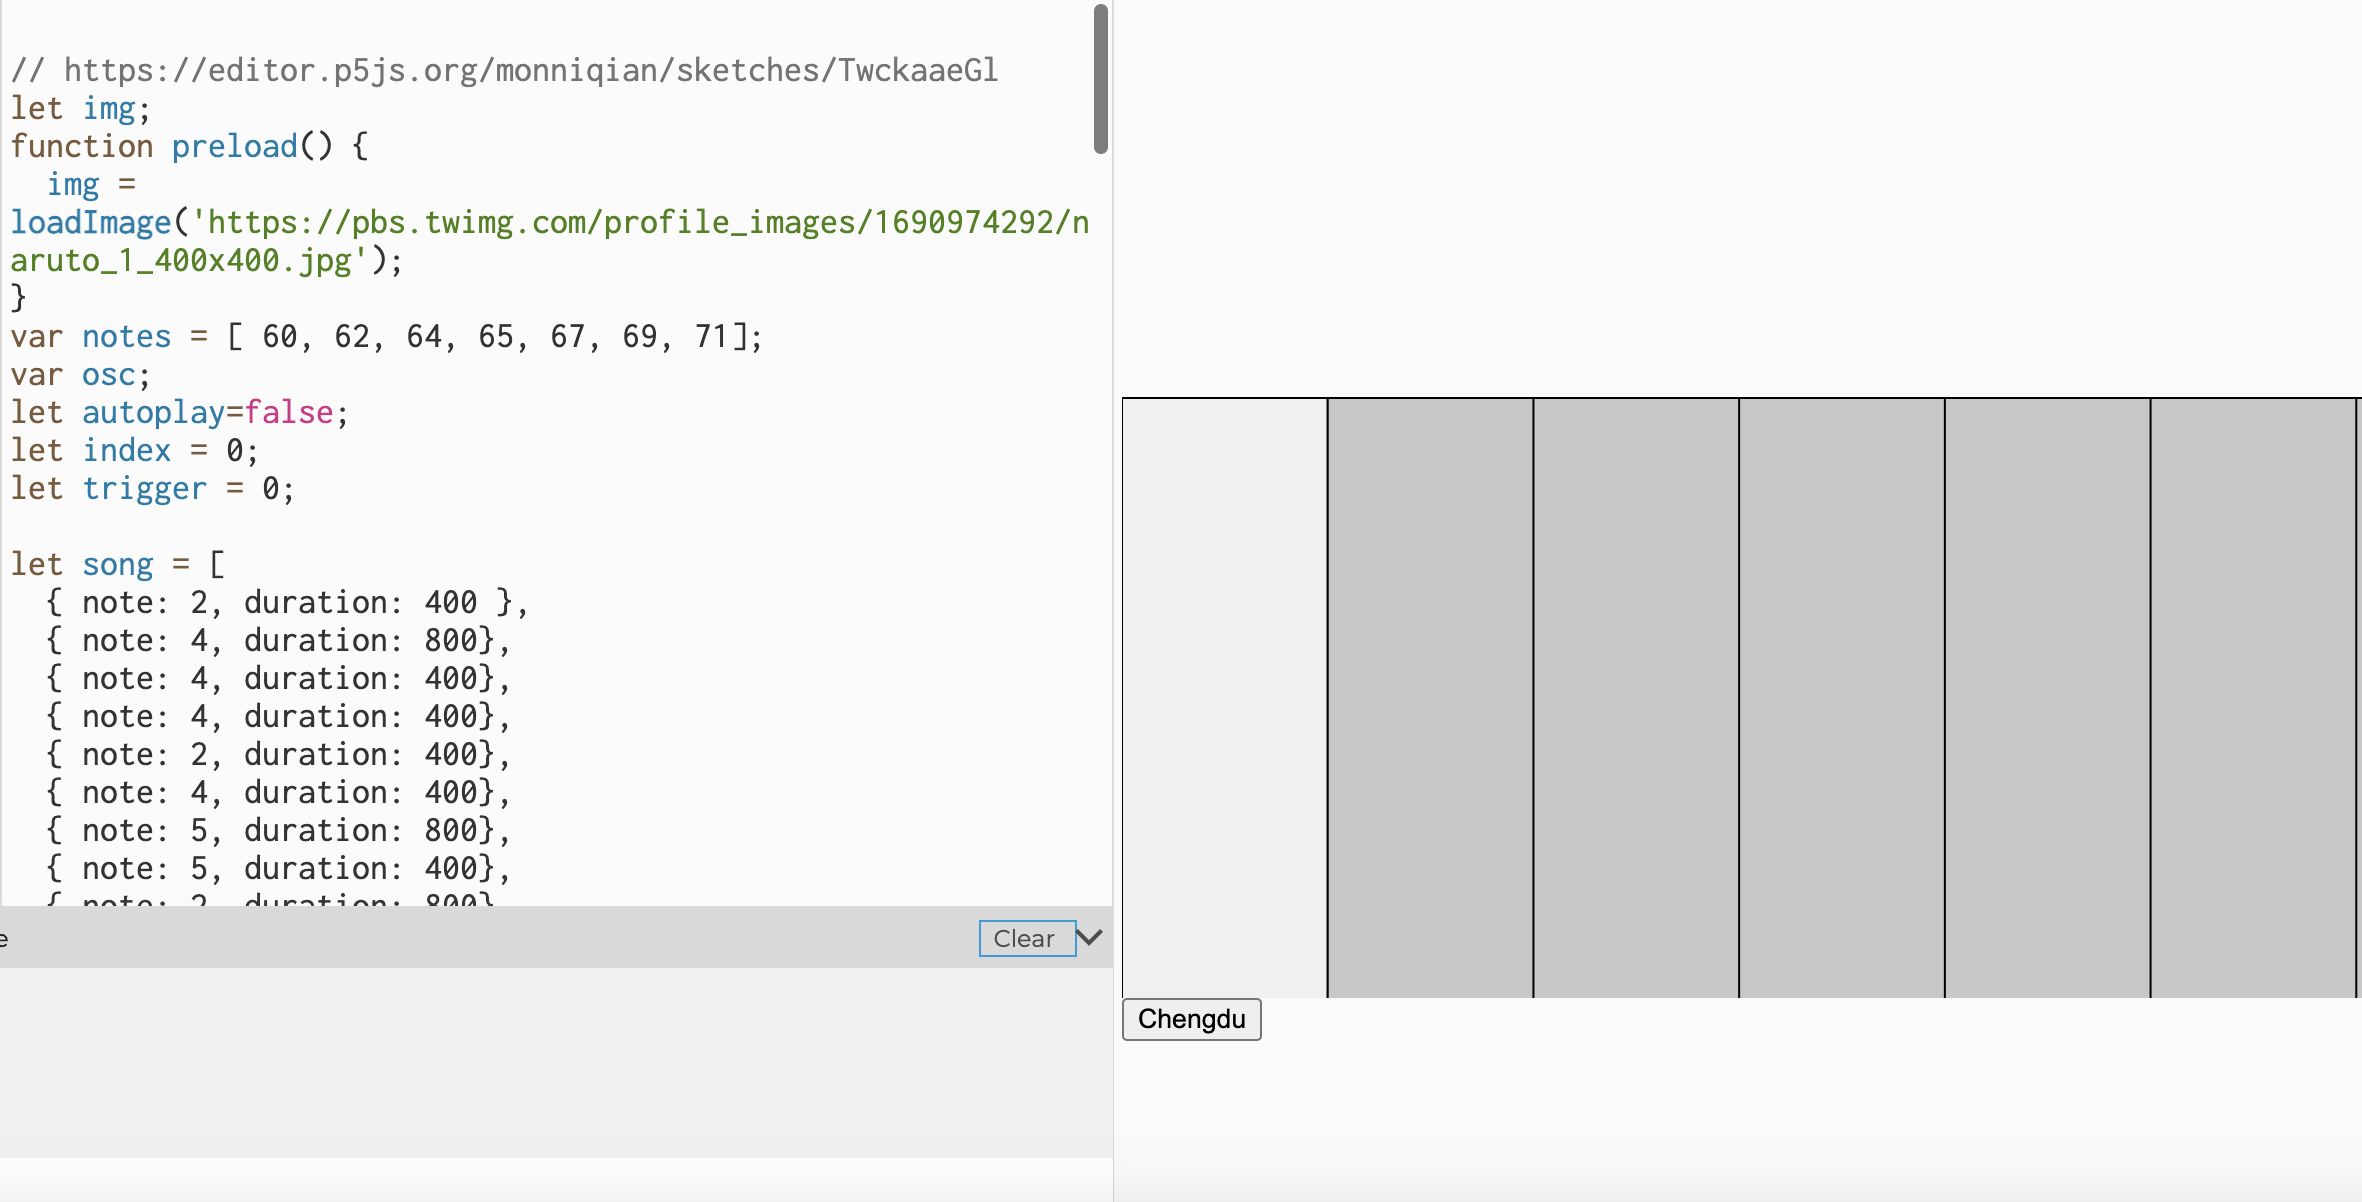 // https://editor.p5js.org/monniqian/sketches/TwckaaeGl
let img;
function preload() {
  img =
loadImage('https://pbs.twimg.com/profile_images/1690974292/n
aruto_1_400x400.jpg');
}
var notes = [ 60, 62, 64, 65, 67, 69, 71];
var osc;
let autoplay=false;
let index = 0;
let trigger = 0;
let song = [
  { note: 2, duration: 400 },
  { note: 4, duration: 800},
  { note: 4, duration: 400},
  { note: 4, duration: 400},
  { note: 2, duration: 400},
  { note: 4, duration: 400},
  { note: 5, duration: 800},
  { note: 5, duration: 400},
e
Clear
Chengdu